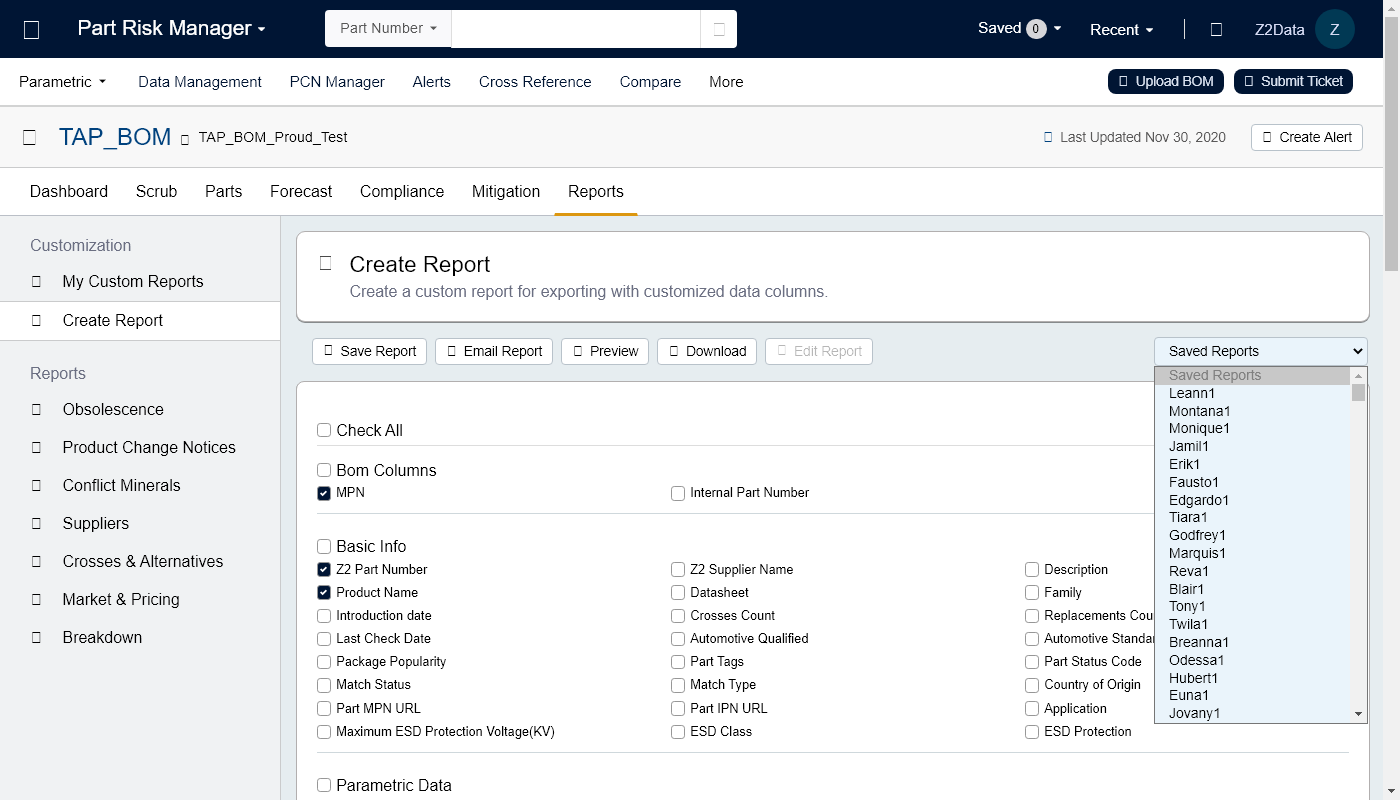 Part Risk Manager
Part Number
Saved 0
Recent
Z2Data
Z
Parametric
Data Management
PCN Manager
Alerts
Cross Reference
Compare
More
Upload BOM
Submit Ticket
TAP_BOM
TAP_BOM_Proud_Test
Last Updated Nov 30, 2020
Create Alert
Dashboard
Scrub
Parts
Forecast
Compliance
Mitigation
Reports
Customization
My Custom Reports
Create Report
Reports
Obsolescence
Product Change Notices
Conflict Minerals
Suppliers
Crosses & Alternatives
Market & Pricing
Breakdown
Create Report
Create a custom report for exporting with customized data columns.
Save Report
Email Report
Preview
Download
Edit Report
Saved Reports
Saved Reports
Leann1
Montana1
Monique1
Jamil1
Erik1
Fausto1
Edgardo1
Tiara1
Godfrey1
Marquis1
Reva1
Blair1
Tony1
Twila1
Breanna1
Odessa1
Hubert1
Euna1
Jovany1
Check All
Bom Columns
MPN
Internal Part Number
Basic Info
Z2 Part Number
Z2 Supplier Name
Description
Product Name
Datasheet
Family
Introduction date
Crosses Count
Replacements Cou
Last Check Date
Automotive Qualified
Automotive Standa
Package Popularity
Part Tags
Part Status Code
Match Status
Match Type
Country of Origin
Part MPN URL
Part IPN URL
Application
Maximum ESD Protection Voltage(KV)
ESD Class
ESD Protection
Parametric Data